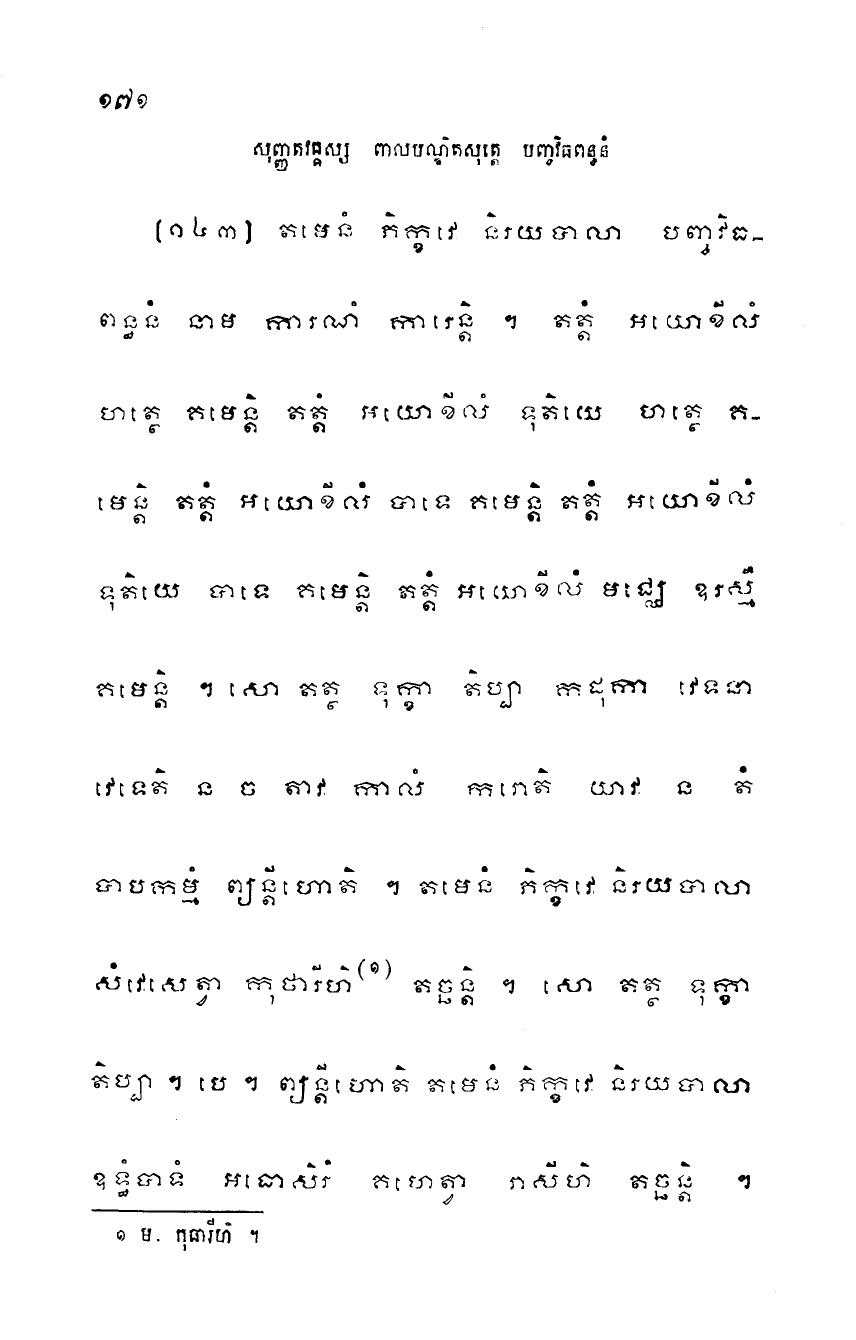 ១៧១
សុញ្ញតវគ្គស្ស ពាលបណ្ឌិតសុត្តេ បញ្ចវិធពន្ធនំ
[១៤៣] តមេនំ ភិក្ខវេ និរយបាលា បញ្ចវិធ-
ពន្ធនំ នាម ការណំ ការេន្តិ ។ តត្តំ អយោខីលំ
ហត្ថេ គមេន្តិ តត្តំ អយោខីលំ ទុតិយេ ហត្ថេ គ-
មេន្តិ តត្តំ អយោខីលំ បាទេ គមេន្តិ តត្តំ អយោខីលំ
ទុតិយេ បាទេ គមេន្តិ តត្តំ អយោខីលំ មជ្ឈេ ឧរស្មឹ
គមេន្តិ ។ សោ តត្ថ ទុក្ខា តិប្បា កដុកា វេទនា
វេទេតិ ន ច តាវ កាលំ ករោតិ យាវ ន តំ
បាបកម្មំ ព្យន្តីហោតិ ។ តមេនំ ភិក្ខវេ និរយបាលា
សំវេសេត្វា កុថារីហិ(១) តច្ឆន្តិ ។ សោ តត្ថ ទុក្ខា
តិប្បា ។ បេ ។ ព្យន្តីហោតិ តមេនំ ភិក្ខវេ និរយបាលា
ឧទ្ធំបាទំ អធោសិរំ គហេត្វា វាសីហិ តច្ឆន្តិ ។
១ ម. កុធារីហិ ។